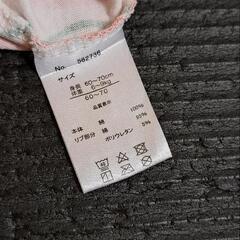 No. 562736
サイズ
身長 60〜70cm
体重 6〜9kg
60〜70
品質表示
本体 綿 100%
リブ部分 綿 95%
ポリウレタン 5%